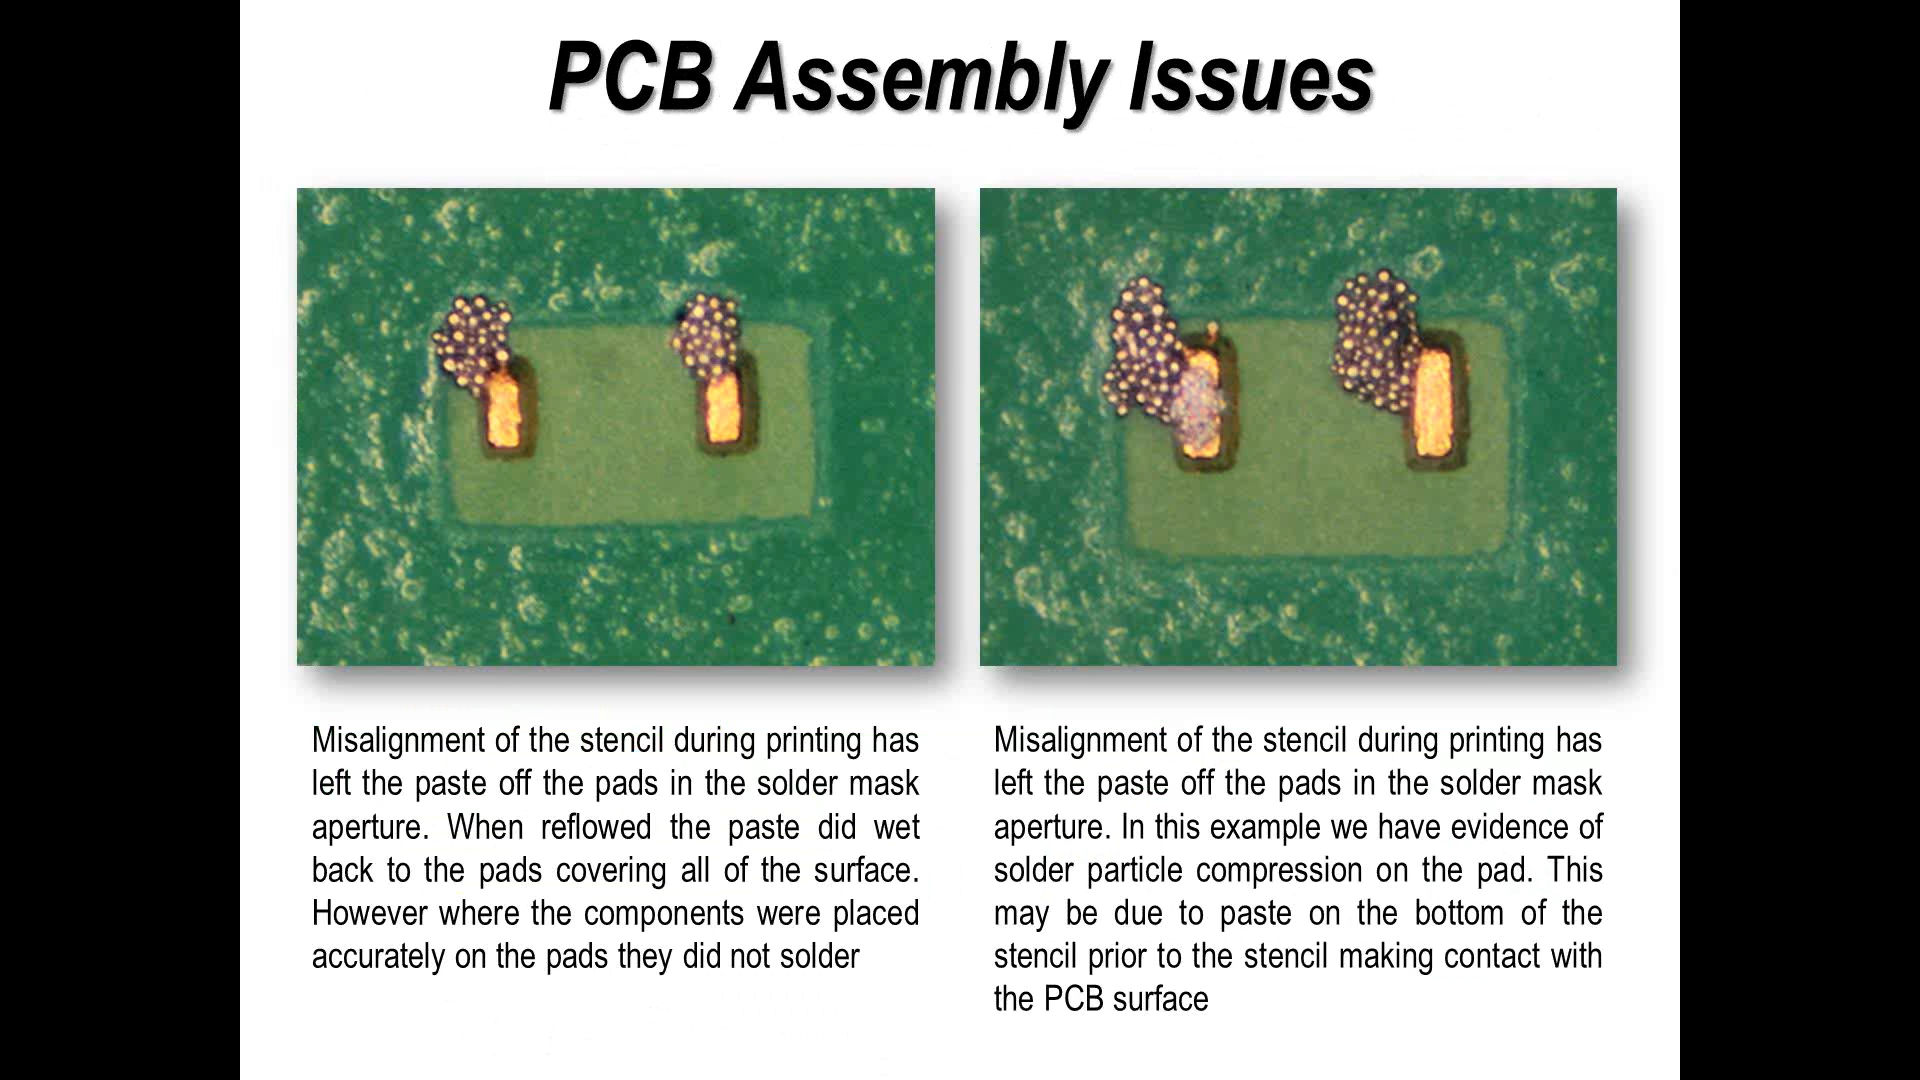 PCB Assembly Issues
Misalignment of the stencil during printing has
left the paste off the pads in the solder mask
aperture. When reflowed the paste did wet
back to the pads covering all of the surface.
However where the components were placed
accurately on the pads they did not solder
Misalignment of the stencil during printing has
left the paste off the pads in the solder mask
aperture. In this example we have evidence of
solder particle compression on the pad. This
may be due to paste on the bottom of the
stencil prior to the stencil making contact with
the PCB surface